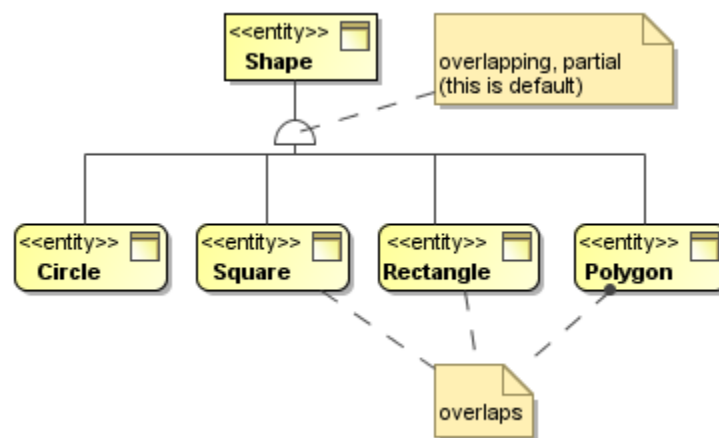 <<entity>>
Shape
overlapping, partial
(this is default)
<<entity>>
Circle
<<entity>>
Square
<<entity>>
Rectangle
<<entity>>
Polygon
overlaps